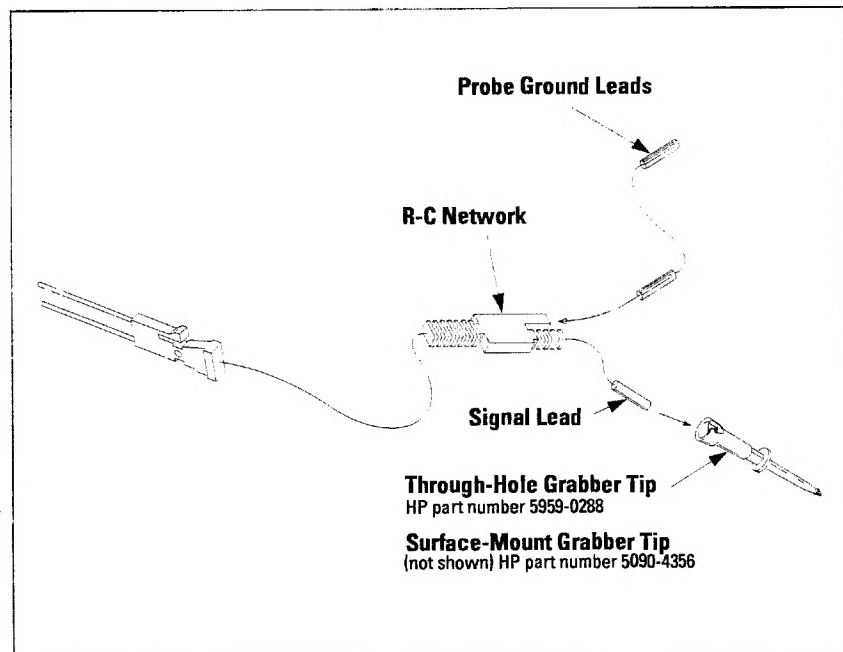 Probe Ground Leads
R-C Network
Signal Lead
Through-Hole Grabber Tip
HP part number 5959-0288
Surface-Mount Grabber Tip
(not shown) HP part number 5090-4356